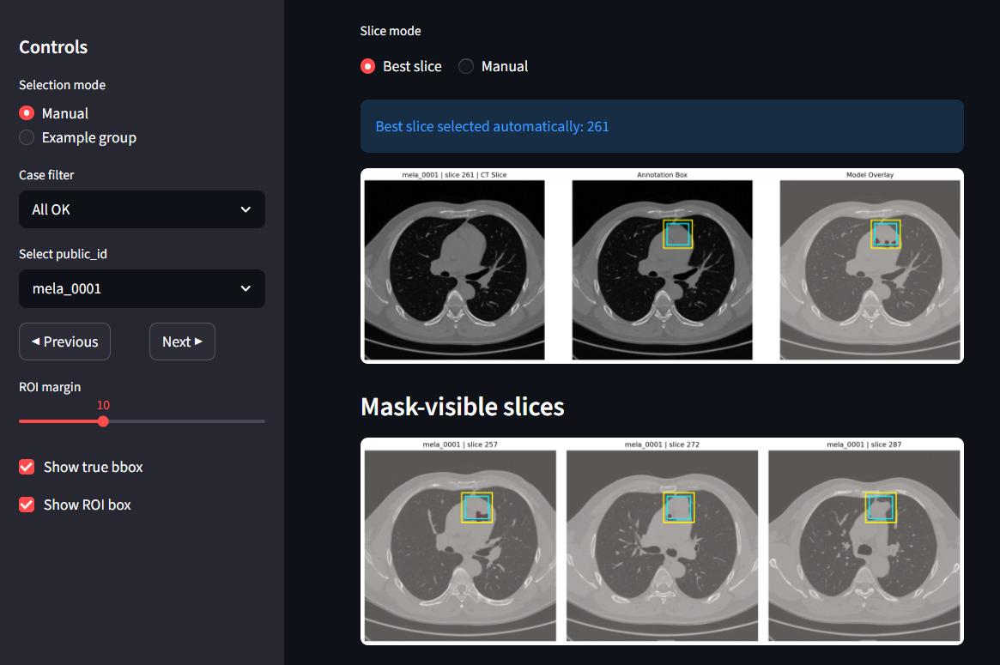 Controls
Selection mode
Manual
Example group
Case filter
All OK
Select public_id
mela_0001
◀ Previous
Next ▶
ROI margin
10
Show true bbox
Show ROI box
Slice mode
Best slice
Manual
Best slice selected automatically: 261
mela_0001 | slice 261 | CT Slice
Annotation Box
Model Overlay
Mask-visible slices
mela_0001 | slice 257
mela_0001 | slice 272
mela_0001 | slice 287